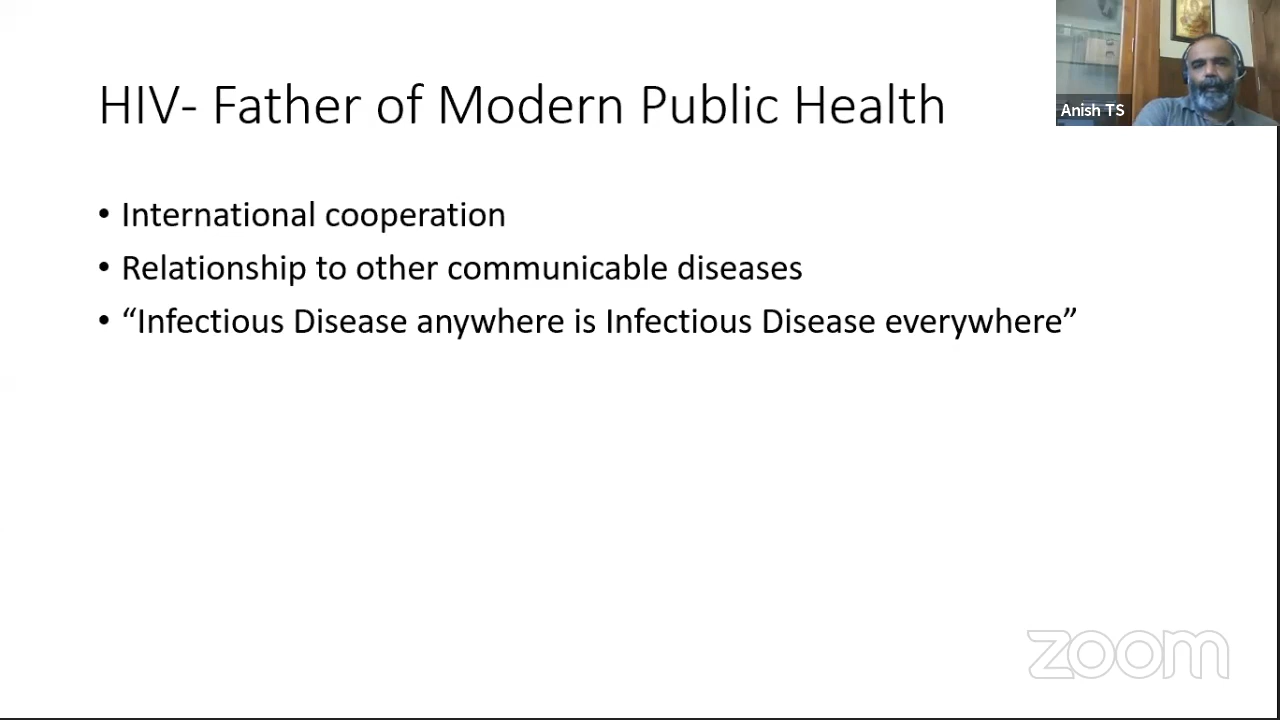 HIV- Father of Modern Public Health
Anish TS
• International cooperation
• Relationship to other communicable diseases
• “Infectious Disease anywhere is Infectious Disease everywhere”
zoom